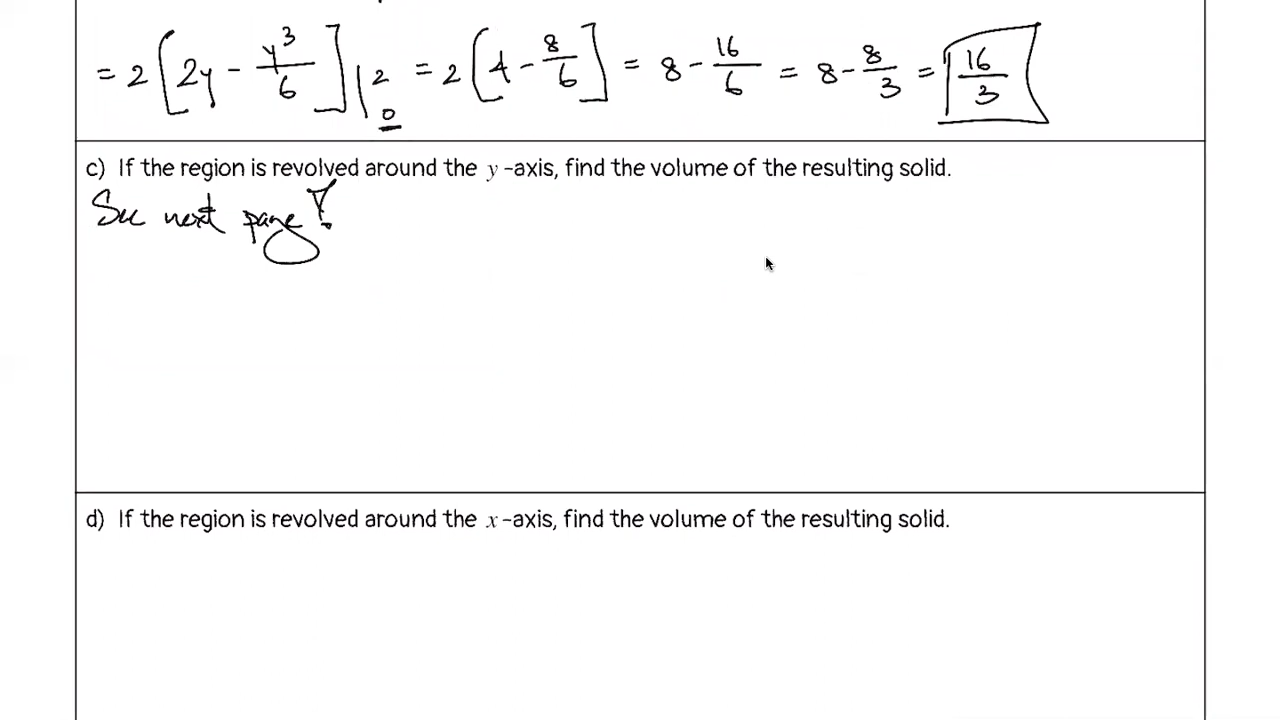 = 2 [2y - y³/6] |₀² = 2 [4 - 8/6] = 8 - 16/6 = 8 - 8/3 = 16/3
c) If the region is revolved around the y-axis, find the volume of the resulting solid.
See next page!
d) If the region is revolved around the x-axis, find the volume of the resulting solid.